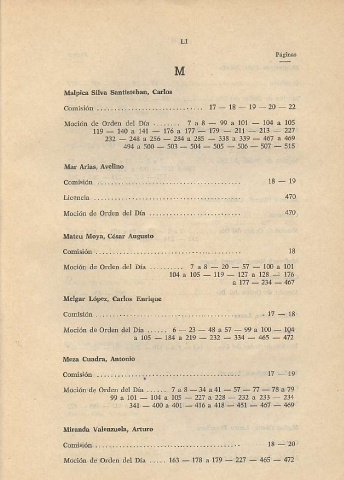 LI
Páginas
M
Malpica Silva Santisteban, Carlos
Comisión ................................ 17 — 18 — 19 — 20 — 22
Moción de Orden del Día ....... 7 a 8 — 99 a 101 — 104 a 105
119 — 140 a 141 — 176 a 177 — 179 — 211 — 213 — 227
232 — 248 a 256 — 284 a 285 — 338 a 339 — 467 a 469
494 a 500 — 503 — 504 — 505 — 506 — 507 — 515
Mar Arias, Avelino
Comisión ............................................ 18 — 19
Licencia ............................................ 470
Moción de Orden del Día ............................ 470
Mateu Moya, César Augusto
Comisión ............................................ 18
Moción de Orden del Día .......... 7 a 8 — 20 — 57 — 100 a 101
104 a 105 — 119 — 127 a 128 — 176
a 177 — 234 — 467
Melgar López, Carlos Enrique
Comisión ............................................ 17 — 18
Moción de Orden del Día ...... 6 — 23 — 48 a 57 — 99 a 100 — 104
a 105 — 184 a 219 — 232 — 334 — 465 — 472
Meza Cuadra, Antonio
Comisión ............................................ 17 — 19
Moción de Orden del Día ...... 7 a 8 — 34 a 41 — 57 — 77 — 78 a 79
99 a 101 — 104 a 105 — 227 a 228 — 232 a 233 — 234
341 — 400 a 401 — 416 a 418 — 451 — 465 — 469
Miranda Valenzuela, Arturo
Comisión ............................................ 18 — 20
Moción de Orden del Día ..... 163 — 178 a 179 — 227 — 465 — 472